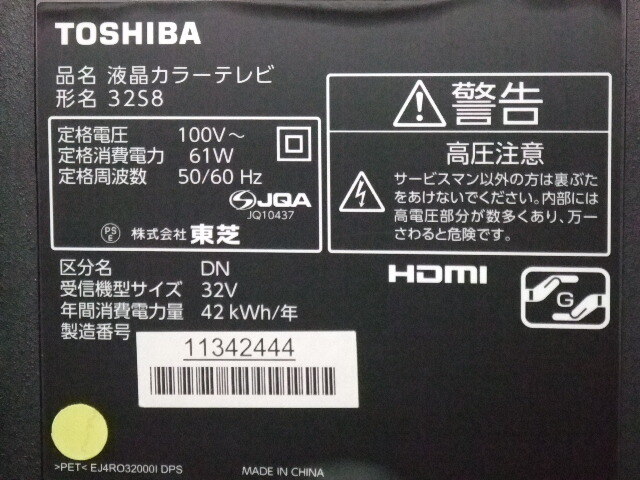 TOSHIBA
品名 液晶カラーテレビ
形名 32S8
定格電圧 100V～
定格消費電力 61W
定格周波数 50/60 Hz
JQA
JQ10437
PS
E
株式会社 東芝
警告
高圧注意
サービスマン以外の方は裏ぶた
をあけないでください。内部には
高電圧部分が数多くあり、万一
さわると危険です。
区分名 DN
受信機型サイズ 32V
年間消費電力量 42 kWh/年
製造番号
HDMI
G
11342444
>PET< EJ4RO32000I DPS
MADE IN CHINA